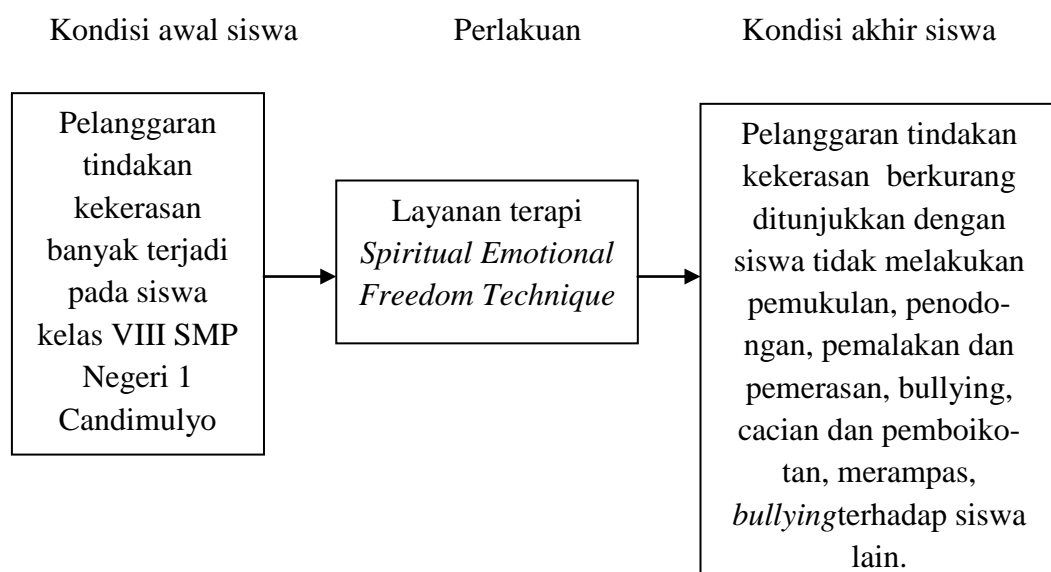 Kondisi awal siswa
Perlakuan
Kondisi akhir siswa
Pelanggaran
tindakan
kekerasan
banyak terjadi
pada siswa
kelas VIII SMP
Negeri 1
Candimulyo
Layanan terapi
Spiritual Emotional
Freedom Technique
Pelanggaran tindakan
kekerasan berkurang
ditunjukkan dengan
siswa tidak melakukan
pemukulan, penodo-
ngan, pemalakan dan
pemerasan, bullying,
cacian dan pemboiko-
tan, merampas,
bullyingterhadap siswa
lain.